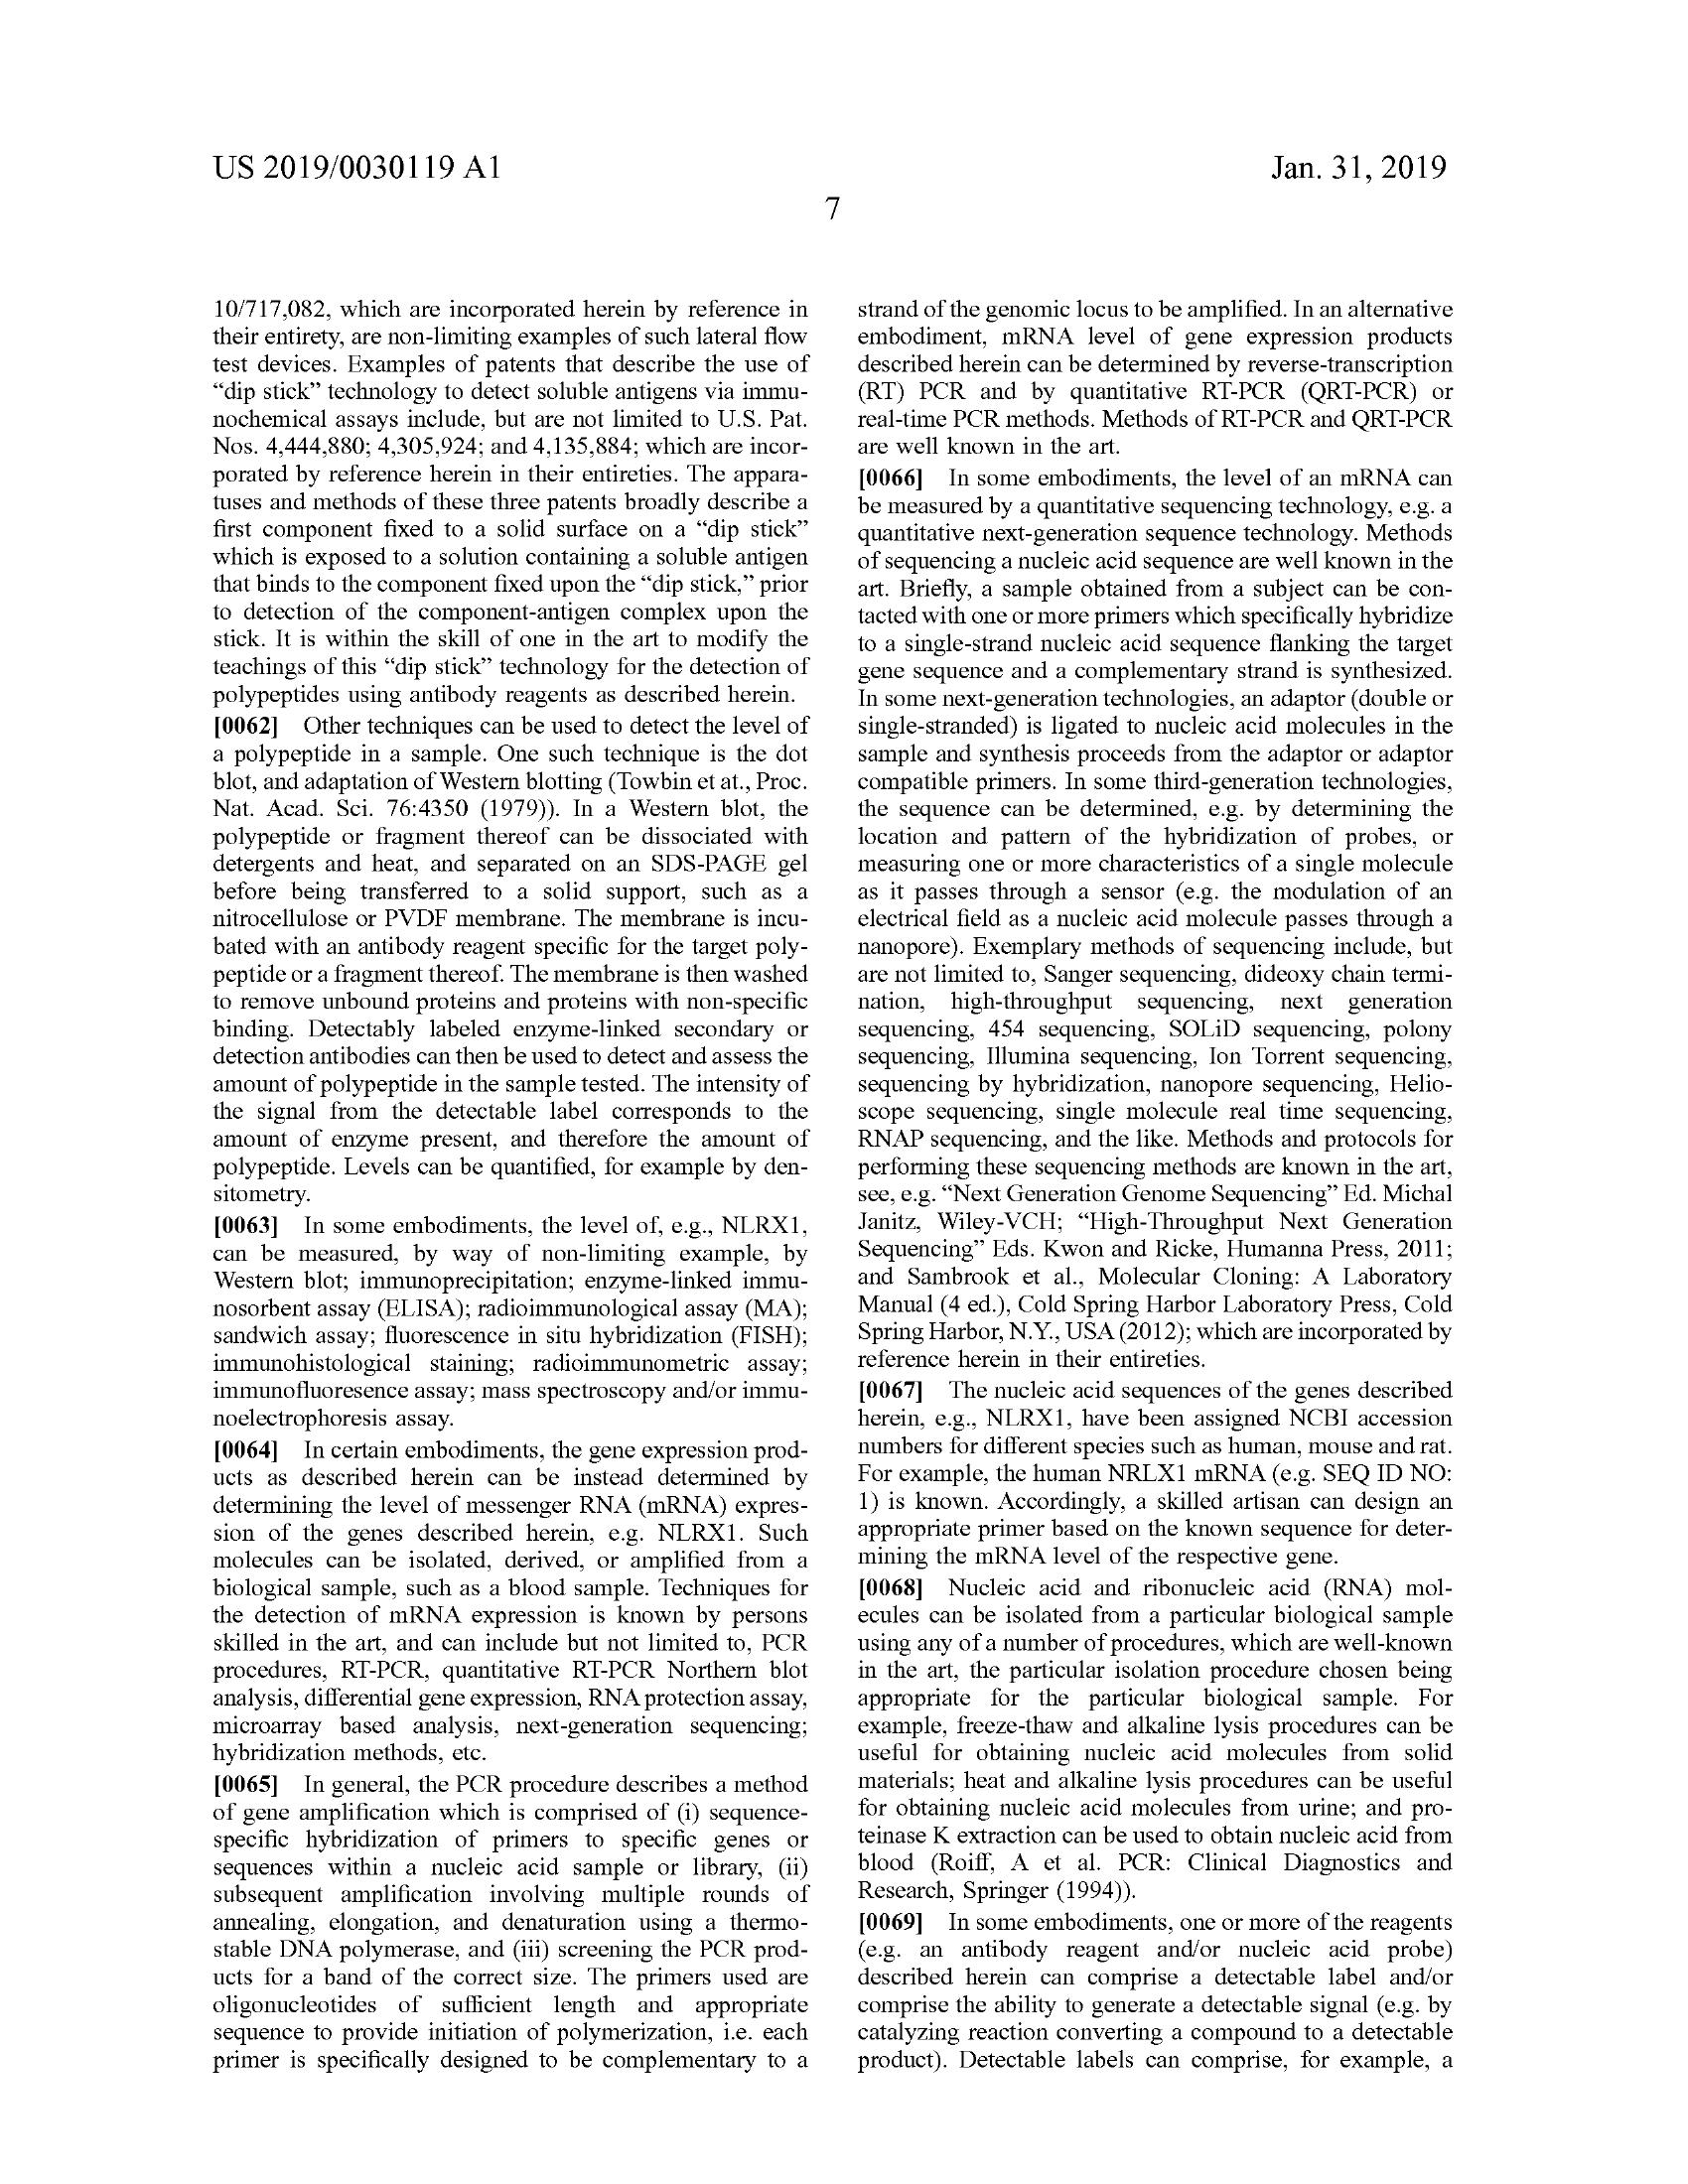 US 2019/0030119 A1
Jan. 31, 2019
7
10/717,082, which are incorporated herein by reference in
their entirety, are non-limiting examples of such lateral flow
test devices. Examples of patents that describe the use of
“dip stick” technology to detect soluble antigens via immu-
nochemical assays include, but are not limited to U.S. Pat.
Nos. 4,444,880; 4,305,924; and 4,135,884; which are incor-
porated by reference herein in their entireties. The appara-
tuses and methods of these three patents broadly describe a
first component fixed to a solid surface on a “dip stick”
which is exposed to a solution containing a soluble antigen
that binds to the component fixed upon the “dip stick,” prior
to detection of the component-antigen complex upon the
stick. It is within the skill of one in the art to modify the
teachings of this “dip stick” technology for the detection of
polypeptides using antibody reagents as described herein.
[0062] Other techniques can be used to detect the level of
a polypeptide in a sample. One such technique is the dot
blot, and adaptation of Western blotting (Towbin et at., Proc.
Nat. Acad. Sci. 76:4350 (1979)). In a Western blot, the
polypeptide or fragment thereof can be dissociated with
detergents and heat, and separated on an SDS-PAGE gel
before being transferred to a solid support, such as a
nitrocellulose or PVDF membrane. The membrane is incu-
bated with an antibody reagent specific for the target poly-
peptide or a fragment thereof. The membrane is then washed
to remove unbound proteins and proteins with non-specific
binding. Detectably labeled enzyme-linked secondary or
detection antibodies can then be used to detect and assess the
amount of polypeptide in the sample tested. The intensity of
the signal from the detectable label corresponds to the
amount of enzyme present, and therefore the amount of
polypeptide. Levels can be quantified, for example by den-
sitometry.
[0063] In some embodiments, the level of, e.g., NLRX1,
can be measured, by way of non-limiting example, by
Western blot; immunoprecipitation; enzyme-linked immu-
nosorbent assay (ELISA); radioimmunological assay (MA);
sandwich assay; fluorescence in situ hybridization (FISH);
immunohistological staining; radioimmunometric assay;
immunofluoresence assay; mass spectroscopy and/or immu-
noelectrophoresis assay.
[0064] In certain embodiments, the gene expression prod-
ucts as described herein can be instead determined by
determining the level of messenger RNA (mRNA) expres-
sion of the genes described herein, e.g. NLRX1. Such
molecules can be isolated, derived, or amplified from a
biological sample, such as a blood sample. Techniques for
the detection of mRNA expression is known by persons
skilled in the art, and can include but not limited to, PCR
procedures, RT-PCR, quantitative RT-PCR Northern blot
analysis, differential gene expression, RNA protection assay,
microarray based analysis, next-generation sequencing;
hybridization methods, etc.
[0065] In general, the PCR procedure describes a method
of gene amplification which is comprised of (i) sequence-
specific hybridization of primers to specific genes or
sequences within a nucleic acid sample or library, (ii)
subsequent amplification involving multiple rounds of
annealing, elongation, and denaturation using a thermo-
stable DNA polymerase, and (iii) screening the PCR prod-
ucts for a band of the correct size. The primers used are
oligonucleotides of sufficient length and appropriate
sequence to provide initiation of polymerization, i.e. each
primer is specifically designed to be complementary to a
strand of the genomic locus to be amplified. In an alternative
embodiment, mRNA level of gene expression products
described herein can be determined by reverse-transcription
(RT) PCR and by quantitative RT-PCR (QRT-PCR) or
real-time PCR methods. Methods of RT-PCR and QRT-PCR
are well known in the art.
[0066] In some embodiments, the level of an mRNA can
be measured by a quantitative sequencing technology, e.g. a
quantitative next-generation sequence technology. Methods
of sequencing a nucleic acid sequence are well known in the
art. Briefly, a sample obtained from a subject can be con-
tacted with one or more primers which specifically hybridize
to a single-strand nucleic acid sequence flanking the target
gene sequence and a complementary strand is synthesized.
In some next-generation technologies, an adaptor (double or
single-stranded) is ligated to nucleic acid molecules in the
sample and synthesis proceeds from the adaptor or adaptor
compatible primers. In some third-generation technologies,
the sequence can be determined, e.g. by determining the
location and pattern of the hybridization of probes, or
measuring one or more characteristics of a single molecule
as it passes through a sensor (e.g. the modulation of an
electrical field as a nucleic acid molecule passes through a
nanopore). Exemplary methods of sequencing include, but
are not limited to, Sanger sequencing, dideoxy chain termi-
nation, high-throughput sequencing, next generation
sequencing, 454 sequencing, SOLiD sequencing, polony
sequencing, Illumina sequencing, Ion Torrent sequencing,
sequencing by hybridization, nanopore sequencing, Helio-
scope sequencing, single molecule real time sequencing,
RNAP sequencing, and the like. Methods and protocols for
performing these sequencing methods are known in the art,
see, e.g. “Next Generation Genome Sequencing” Ed. Michal
Janitz, Wiley-VCH; “High-Throughput Next Generation
Sequencing” Eds. Kwon and Ricke, Humanna Press, 2011;
and Sambrook et al., Molecular Cloning: A Laboratory
Manual (4 ed.), Cold Spring Harbor Laboratory Press, Cold
Spring Harbor, N.Y., USA (2012); which are incorporated by
reference herein in their entireties.
[0067] The nucleic acid sequences of the genes described
herein, e.g., NLRX1, have been assigned NCBI accession
numbers for different species such as human, mouse and rat.
For example, the human NRLX1 mRNA (e.g. SEQ ID NO:
1) is known. Accordingly, a skilled artisan can design an
appropriate primer based on the known sequence for deter-
mining the mRNA level of the respective gene.
[0068] Nucleic acid and ribonucleic acid (RNA) mol-
ecules can be isolated from a particular biological sample
using any of a number of procedures, which are well-known
in the art, the particular isolation procedure chosen being
appropriate for the particular biological sample. For
example, freeze-thaw and alkaline lysis procedures can be
useful for obtaining nucleic acid molecules from solid
materials; heat and alkaline lysis procedures can be useful
for obtaining nucleic acid molecules from urine; and pro-
teinase K extraction can be used to obtain nucleic acid from
blood (Roiff, A et al. PCR: Clinical Diagnostics and
Research, Springer (1994)).
[0069] In some embodiments, one or more of the reagents
(e.g. an antibody reagent and/or nucleic acid probe)
described herein can comprise a detectable label and/or
comprise the ability to generate a detectable signal (e.g. by
catalyzing reaction converting a compound to a detectable
product). Detectable labels can comprise, for example, a